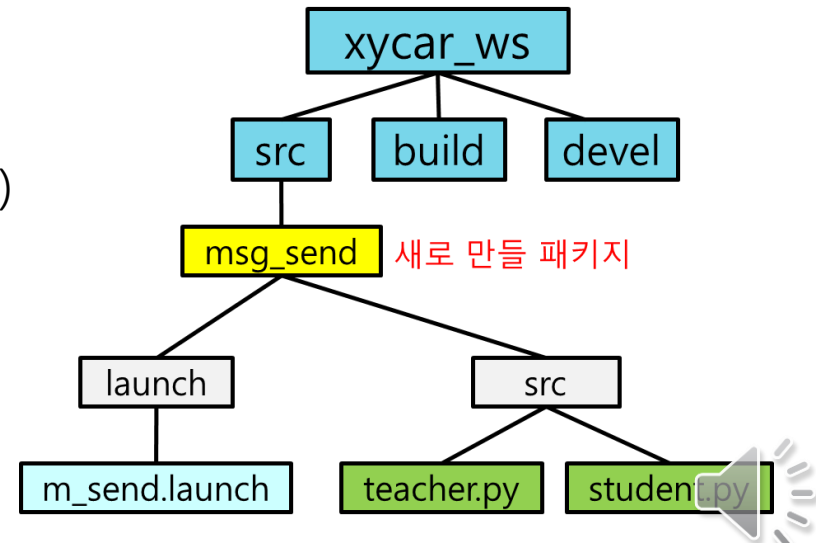 xycar_ws
src build devel
)
msg_send 새로 만들 패키지
launch src
m_send.launch teacher.py student.py